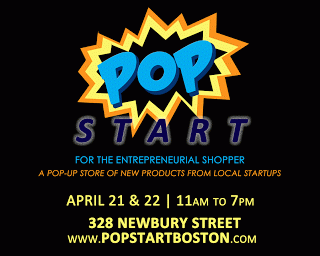 POP
START
FOR THE ENTREPRENEURIAL SHOPPER
A POP-UP STORE OF NEW PRODUCTS FROM LOCAL STARTUPS
APRIL 21 & 22 | 11AM TO 7PM
328 NEWBURY STREET
WWW.POPSTARTBOSTON.COM